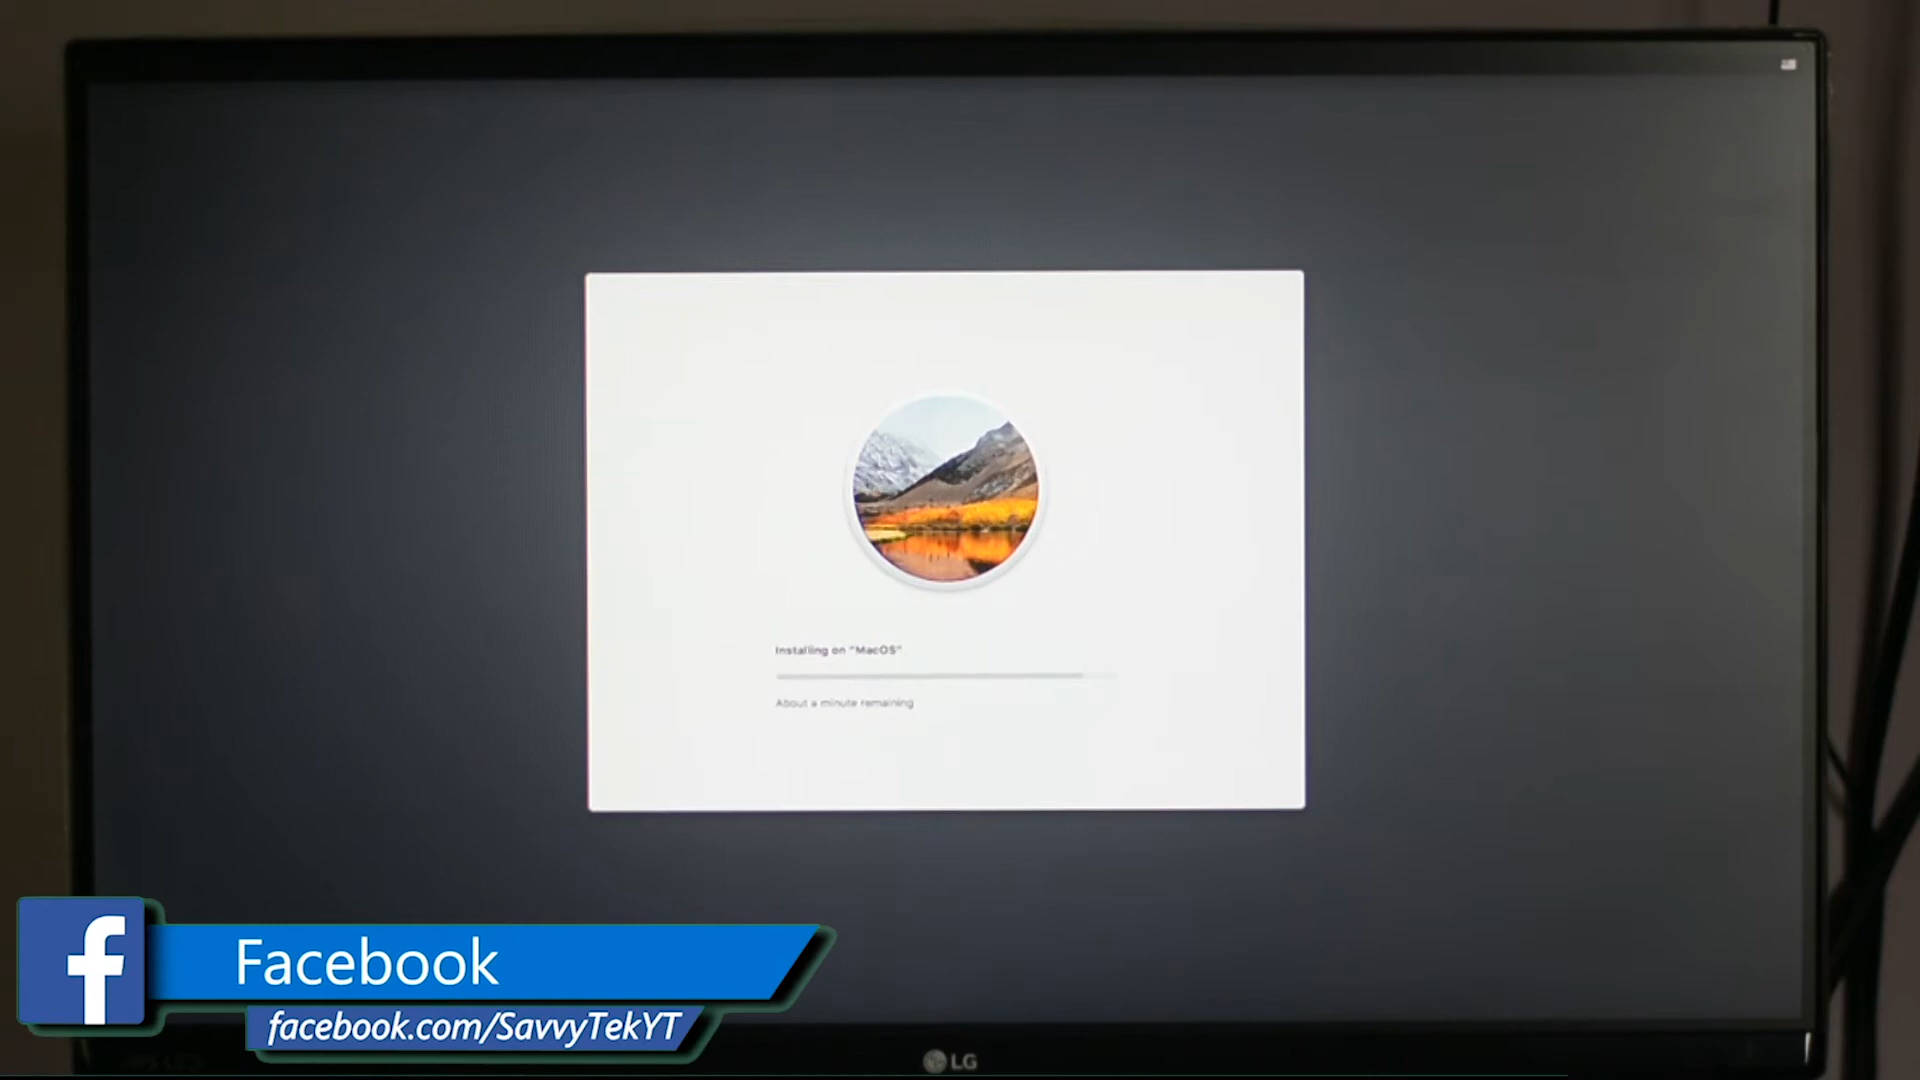 Installing on "MacOS"
About a minute remaining
f
Facebook
facebook.com/SavvyTekYT
LG